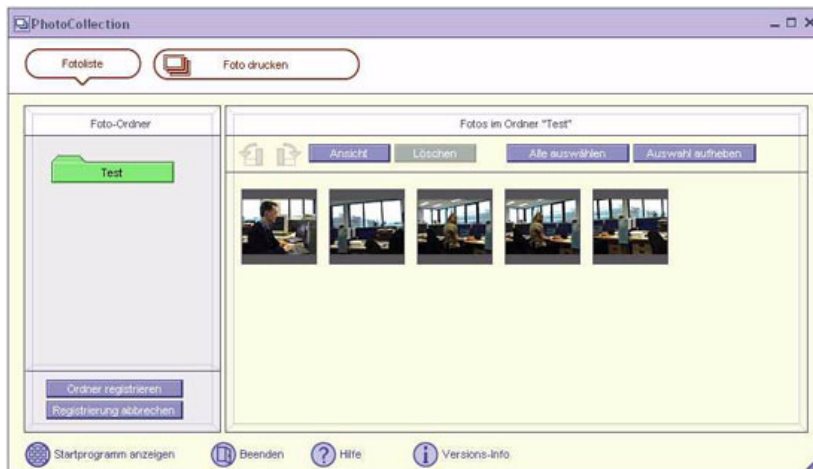 PhotoCollection
Fotoliste
Foto drucken
Foto-Ordner
Fotos im Ordner "Test"
Ansicht
Löschen
Alle auswählen
Auswahl aufheben
Test
Ordner registrieren
Registrierung abbrechen
Startprogramm anzeigen
Beenden
Hilfe
Versions-Info